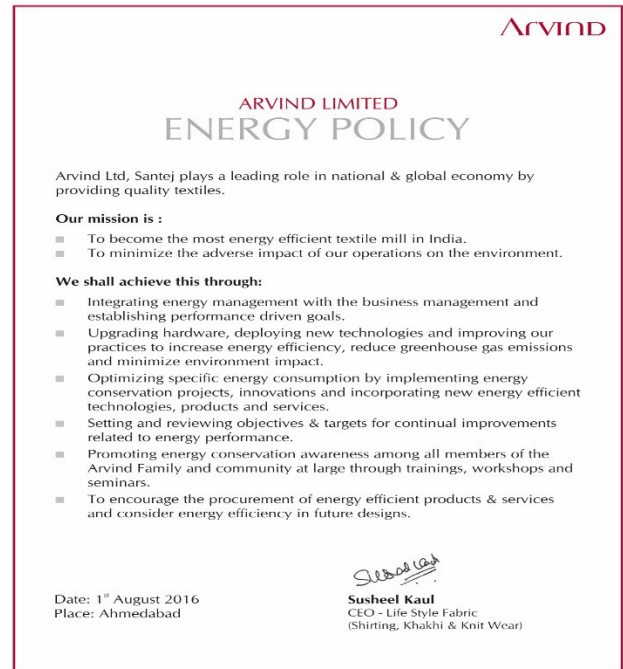 ARVIND
ARVIND LIMITED
ENERGY POLICY
Arvind Ltd, Santej plays a leading role in national & global economy by
providing quality textiles.
Our mission is :
To become the most energy efficient textile mill in India.
To minimize the adverse impact of our operations on the environment.
We shall achieve this through:
Integrating energy management with the business management and
establishing performance driven goals.
Upgrading hardware, deploying new technologies and improving our
practices to increase energy efficiency, reduce greenhouse gas emissions
and minimize environment impact.
Optimizing specific energy consumption by implementing energy
conservation projects, innovations and incorporating new energy efficient
technologies, products and services.
Setting and reviewing objectives & targets for continual improvements
related to energy performance.
Promoting energy conservation awareness among all members of the
Arvind Family and community at large through trainings, workshops and
seminars.
To encourage the procurement of energy efficient products & services
and consider energy efficiency in future designs.
Date: 1st August 2016
Place: Ahmedabad
Susheel Kaul
CEO - Life Style Fabric
(Shirting, Khakhi & Knit Wear)